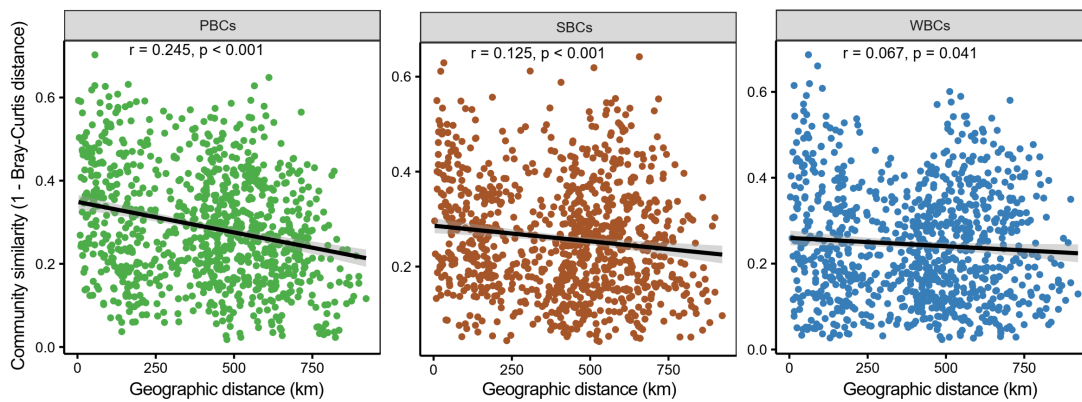 PBCs
SBCs
WBCs
r = 0.245, p < 0.001
r = 0.125, p < 0.001
r = 0.067, p = 0.041
Community similarity (1 - Bray-Curtis distance)
0.6
0.4
0.2
0.0
0.6
0.4
0.2
0.6
0.4
0.2
0.0
0 250 500 750
0 250 500 750
0 250 500 750
Geographic distance (km)
Geographic distance (km)
Geographic distance (km)